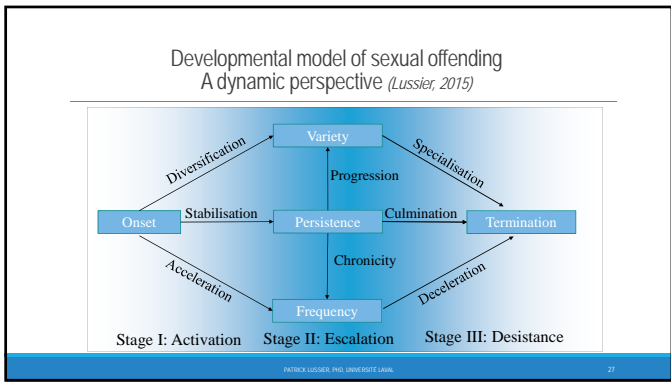 Developmental model of sexual offending
A dynamic perspective (Lussier, 2015)
Variety
Diversification
Specialisation
Progression
Onset
Stabilisation
Persistence
Culmination
Termination
Acceleration
Chronicity
Deceleration
Frequency
Stage I: Activation
Stage II: Escalation
Stage III: Desistance
PATRICK LUSSIER, PHD, UNIVERSITÉ LAVAL
27